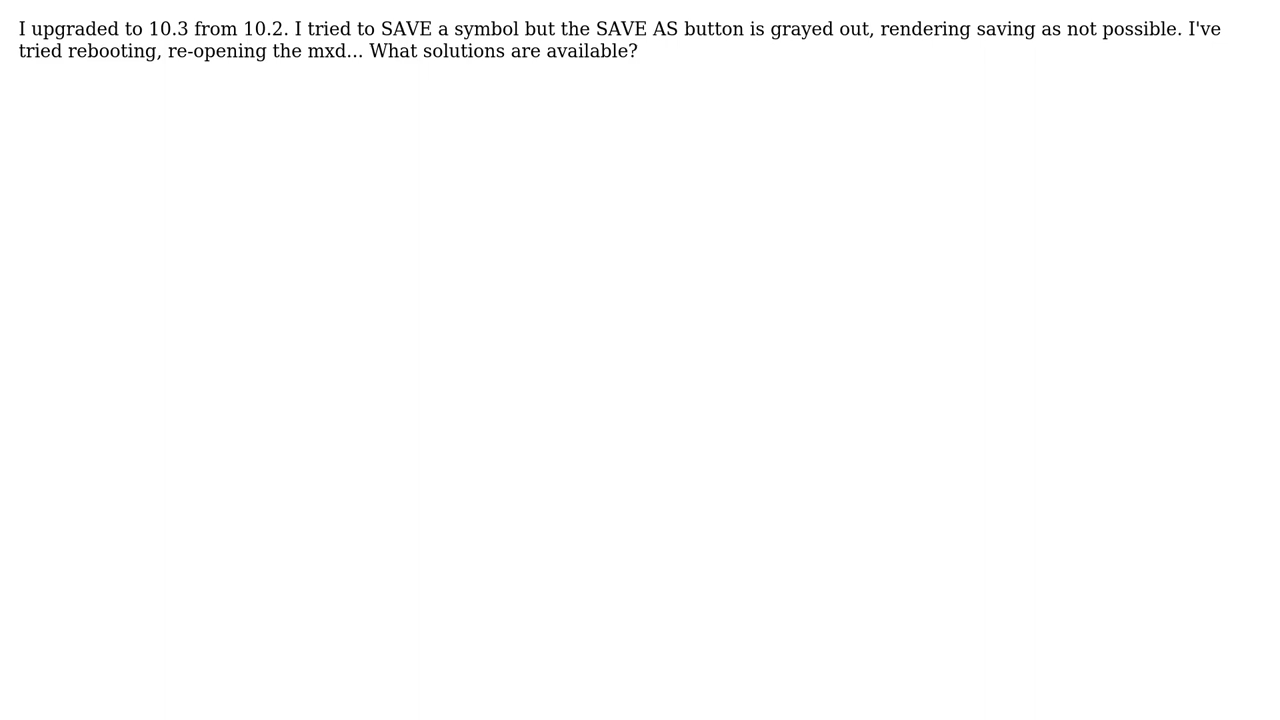 I upgraded to 10.3 from 10.2. I tried to SAVE a symbol but the SAVE AS button is grayed out, rendering saving as not possible. I've
tried rebooting, re-opening the mxd... What solutions are available?